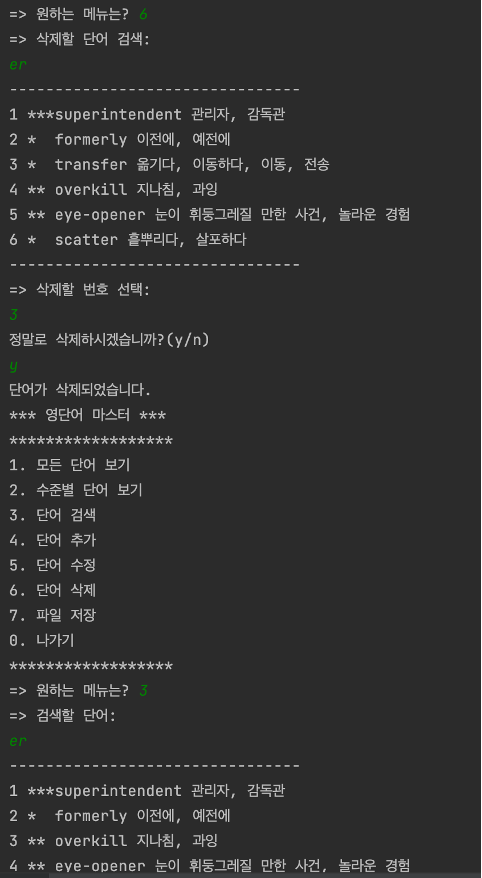 => 원하는 메뉴는? 6
=> 삭제할 단어 검색:
er
--------------------------------
1 ***superintendent 관리자, 감독관
2 *  formerly 이전에, 예전에
3 *  transfer 옮기다, 이동하다, 이동, 전송
4 ** overkill 지나침, 과잉
5 ** eye-opener 눈이 휘둥그레질 만한 사건, 놀라운 경험
6 *  scatter 흩뿌리다, 살포하다
--------------------------------
=> 삭제할 번호 선택:
3
정말로 삭제하시겠습니까?(y/n)
y
단어가 삭제되었습니다.
*** 영단어 마스터 ***
******************
1. 모든 단어 보기
2. 수준별 단어 보기
3. 단어 검색
4. 단어 추가
5. 단어 수정
6. 단어 삭제
7. 파일 저장
0. 나가기
******************
=> 원하는 메뉴는? 3
=> 검색할 단어:
er
--------------------------------
1 ***superintendent 관리자, 감독관
2 *  formerly 이전에, 예전에
3 ** overkill 지나침, 과잉
4 ** eye-opener 눈이 휘둥그레질 만한 사건, 놀라운 경험